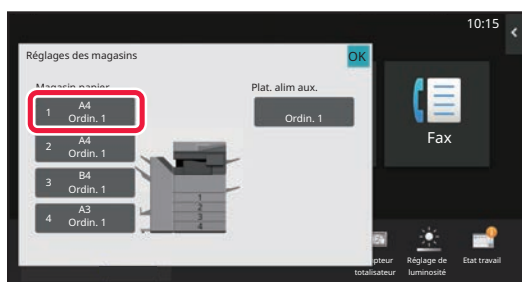 10:15
Réglages des magasins
OK
Magasin papier
Plat. alim aux.
1 A4
Ordin. 1
Ordin. 1
2 A4
Ordin. 1
3 B4
Ordin. 1
4 A3
Ordin. 1
1
2
3
4
Fax
totalisateur
Réglage de
luminosité
Etat travail